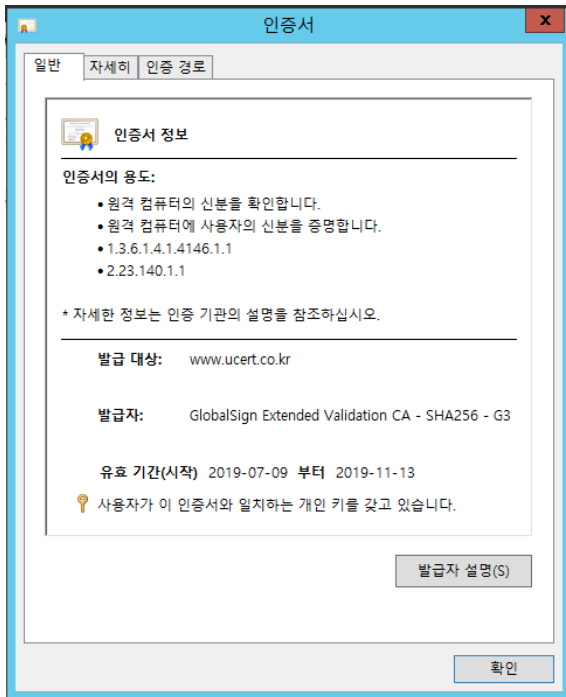 인증서
x
일반 자세히 인증 경로
인증서 정보
인증서의 용도:
• 원격 컴퓨터의 신분을 확인합니다.
• 원격 컴퓨터에 사용자의 신분을 증명합니다.
• 1.3.6.1.4.1.4146.1.1
• 2.23.140.1.1
* 자세한 정보는 인증 기관의 설명을 참조하십시오.
발급 대상: www.ucert.co.kr
발급자: GlobalSign Extended Validation CA - SHA256 - G3
유효 기간(시작) 2019-07-09 부터 2019-11-13
사용자가 이 인증서와 일치하는 개인 키를 갖고 있습니다.
발급자 설명(S)
확인